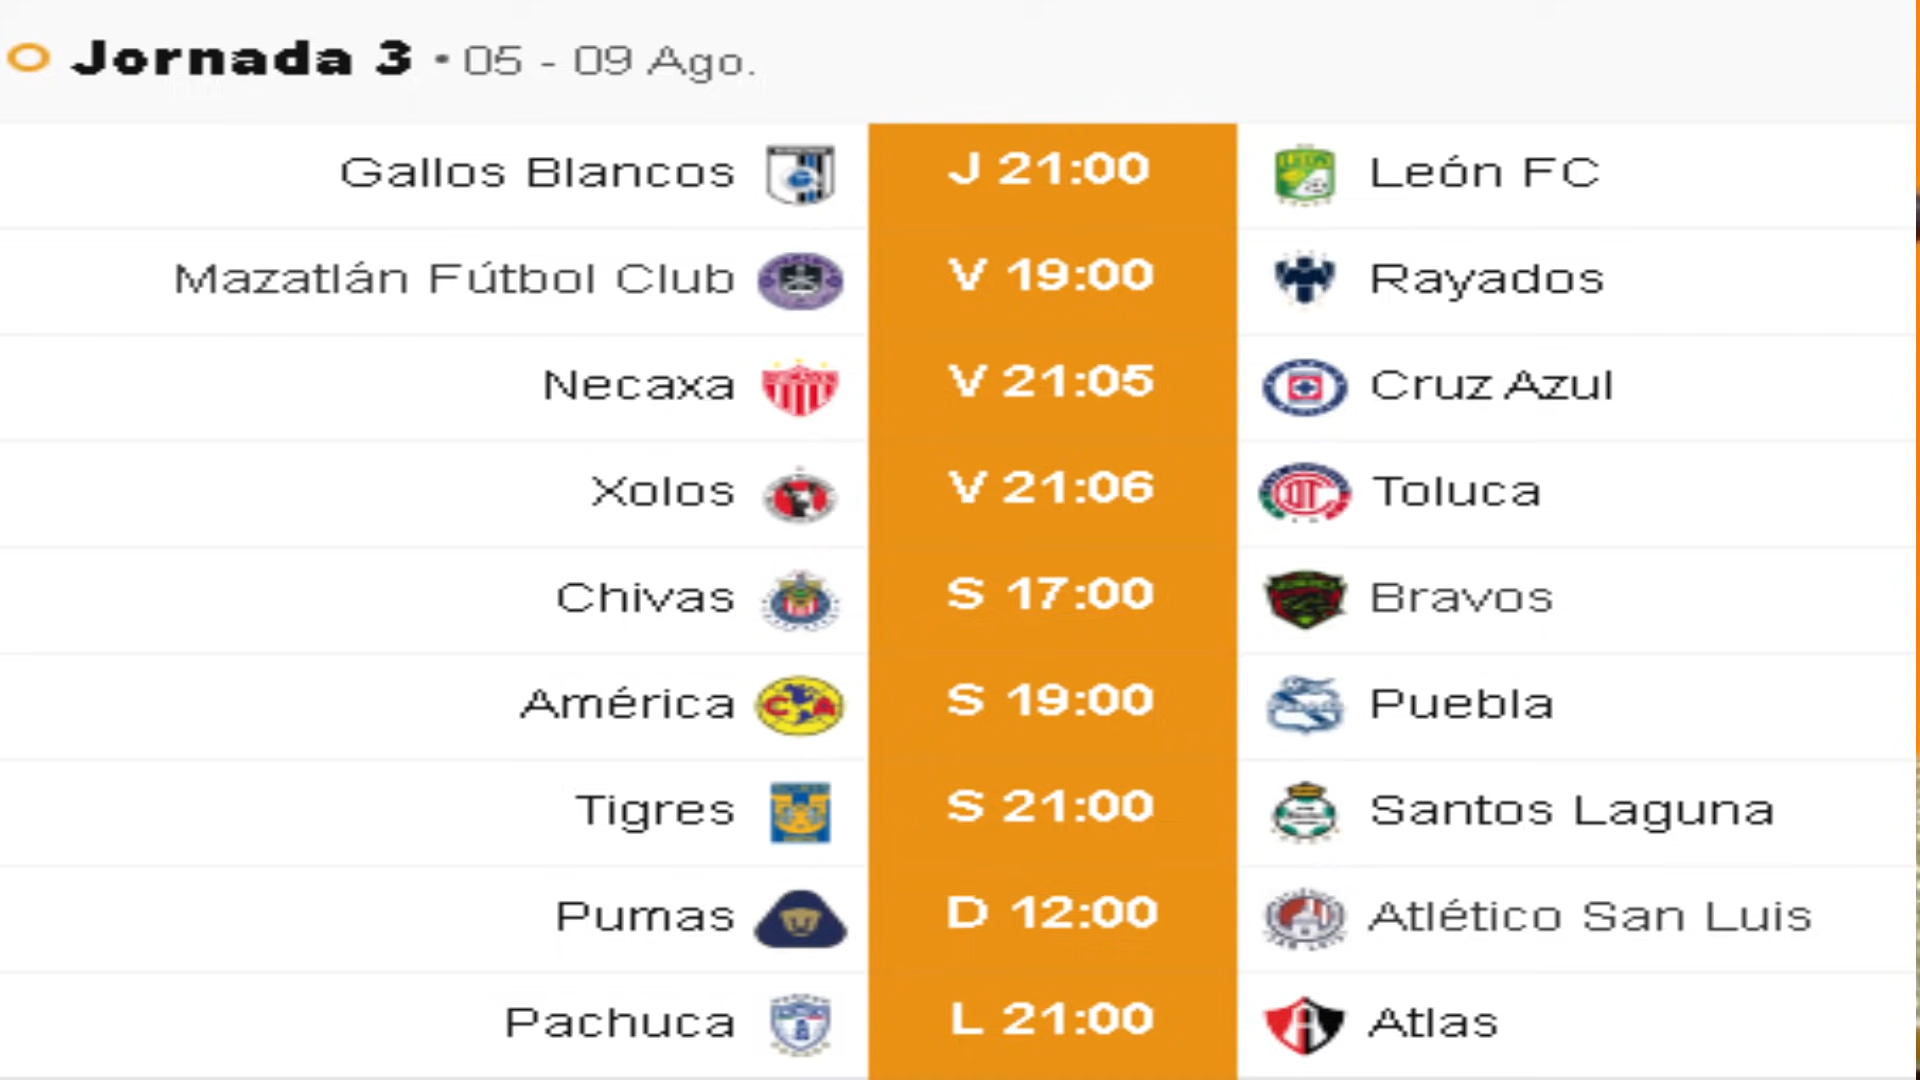 Jornada 3 • 05 - 09 Ago.
Gallos Blancos J 21:00 León FC
Mazatlán Fútbol Club V 19:00 Rayados
Necaxa V 21:05 Cruz Azul
Xolos V 21:06 Toluca
Chivas S 17:00 Bravos
América S 19:00 Puebla
Tigres S 21:00 Santos Laguna
Pumas D 12:00 Atlético San Luis
Pachuca L 21:00 Atlas